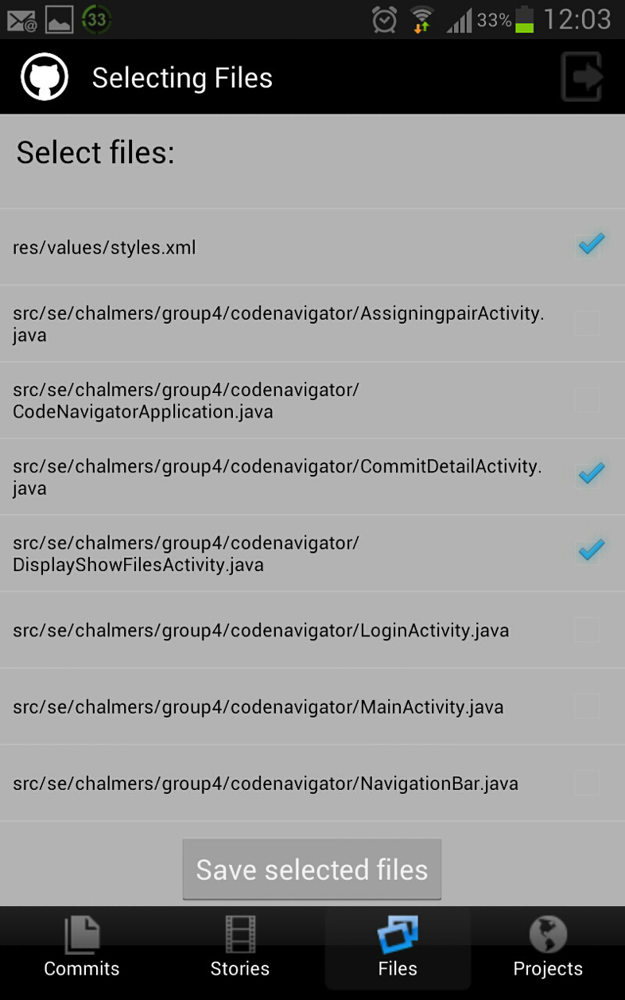 33
33%
12:03
Selecting Files
Select files:
res/values/styles.xml
src/se/chalmers/group4/codenavigator/AssigningpairActivity.
java
src/se/chalmers/group4/codenavigator/
CodeNavigatorApplication.java
src/se/chalmers/group4/codenavigator/CommitDetailActivity.
java
src/se/chalmers/group4/codenavigator/
DisplayShowFilesActivity.java
src/se/chalmers/group4/codenavigator/LoginActivity.java
src/se/chalmers/group4/codenavigator/MainActivity.java
src/se/chalmers/group4/codenavigator/NavigationBar.java
Save selected files
Commits
Stories
Files
Projects